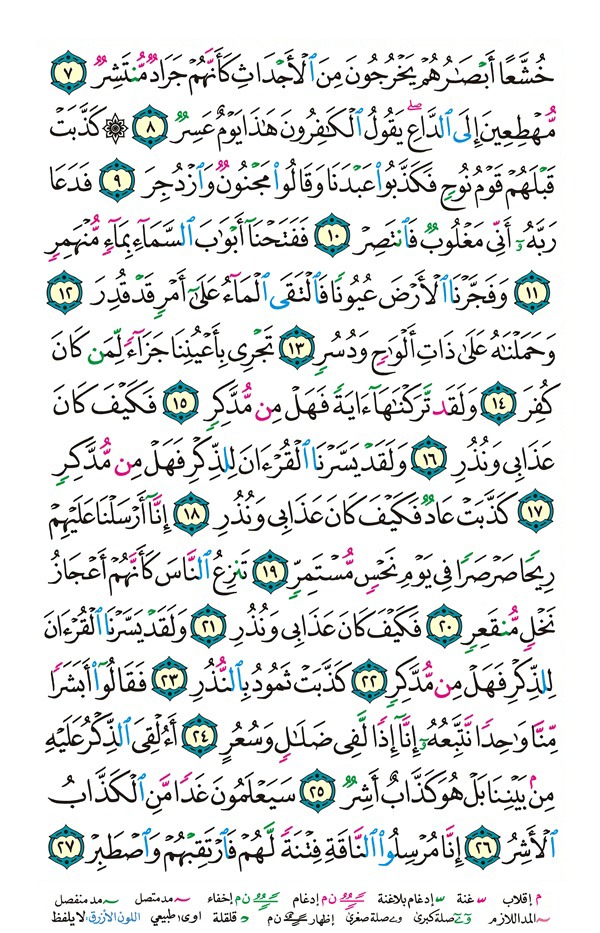 خُشَّعًا أَبْصَٰرُهُمْ يَخْرُجُونَ مِنَ ٱلْأَجْدَاثِ كَأَنَّهُمْ جَرَادٌ مُّنتَشِرٌ ٧
مُّهْطِعِينَ إِلَى ٱلدَّاعِ ۖ يَقُولُ ٱلْكَٰفِرُونَ هَٰذَا يَوْمٌ عَسِرٌ ٨ ۞ كَذَّبَتْ
قَبْلَهُمْ قَوْمُ نُوحٍ فَكَذَّبُوا۟ عَبْدَنَا وَقَالُوا۟ مَجْنُونٌ وَٱزْدُجِرَ ٩ فَدَعَا
رَبَّهُۥٓ أَنِّى مَغْلُوبٌ فَٱنتَصِرْ ١٠ فَفَتَحْنَآ أَبْوَٰبَ ٱلسَّمَآءِ بِمَآءٍ مُّنْهَمِرٍ
١١ وَفَجَّرْنَا ٱلْأَرْضَ عُيُونًا فَٱلْتَقَى ٱلْمَآءُ عَلَىٰٓ أَمْرٍ قَدْ قُدِرَ ١٢
وَحَمَلْنَٰهُ عَلَىٰ ذَاتِ أَلْوَٰحٍ وَدُسُرٍ ١٣ تَجْرِى بِأَعْيُنِنَا جَزَآءً لِّمَن كَانَ
كُفِرَ ١٤ وَلَقَد تَّرَكْنَٰهَآ ءَايَةً فَهَلْ مِن مُّدَّكِرٍ ١٥ فَكَيْفَ كَانَ
عَذَابِى وَنُذُرِ ١٦ وَلَقَدْ يَسَّرْنَا ٱلْقُرْءَانَ لِلذِّكْرِ فَهَلْ مِن مُّدَّكِرٍ
١٧ كَذَّبَتْ عَادٌ فَكَيْفَ كَانَ عَذَابِى وَنُذُرِ ١٨ إِنَّآ أَرْسَلْنَا عَلَيْهِمْ
رِيحًا صَرْصَرًا فِى يَوْمِ نَحْسٍ مُّسْتَمِرٍّ ١٩ تَنزِعُ ٱلنَّاسَ كَأَنَّهُمْ أَعْجَازُ
نَخْلٍ مُّنقَعِرٍ ٢٠ فَكَيْفَ كَانَ عَذَابِى وَنُذُرِ ٢١ وَلَقَدْ يَسَّرْنَا ٱلْقُرْءَانَ
لِلذِّكْرِ فَهَلْ مِن مُّدَّكِرٍ ٢٢ كَذَّبَتْ ثَمُودُ بِٱلنُّذُرِ ٢٣ فَقَالُوٓا۟ أَبَشَرًا
مِّنَّا وَٰحِدًا نَّتَّبِعُهُۥٓ إِنَّآ إِذًا لَّفِى ضَلَٰلٍ وَسُعُرٍ ٢٤ أَءُلْقِىَ ٱلذِّكْرُ عَلَيْهِ
مِنۢ بَيْنِنَا بَلْ هُوَ كَذَّابٌ أَشِرٌ ٢٥ سَيَعْلَمُونَ غَدًا مَّنِ ٱلْكَذَّابُ
ٱلْأَشِرُ ٢٦ إِنَّا مُرْسِلُوا۟ ٱلنَّاقَةِ فِتْنَةً لَّهُمْ فَٱرْتَقِبْهُمْ وَٱصْطَبِرْ ٢٧
م إقلاب غنة إدغام بلاغنة ن م إدغام ن م إخفاء مد متصل مد منفصل
المد اللازم صلة كبرى صلة صغرى إظهار ن م قلقلة اوى طبيعي اللون الأزرق: لا يلفظ